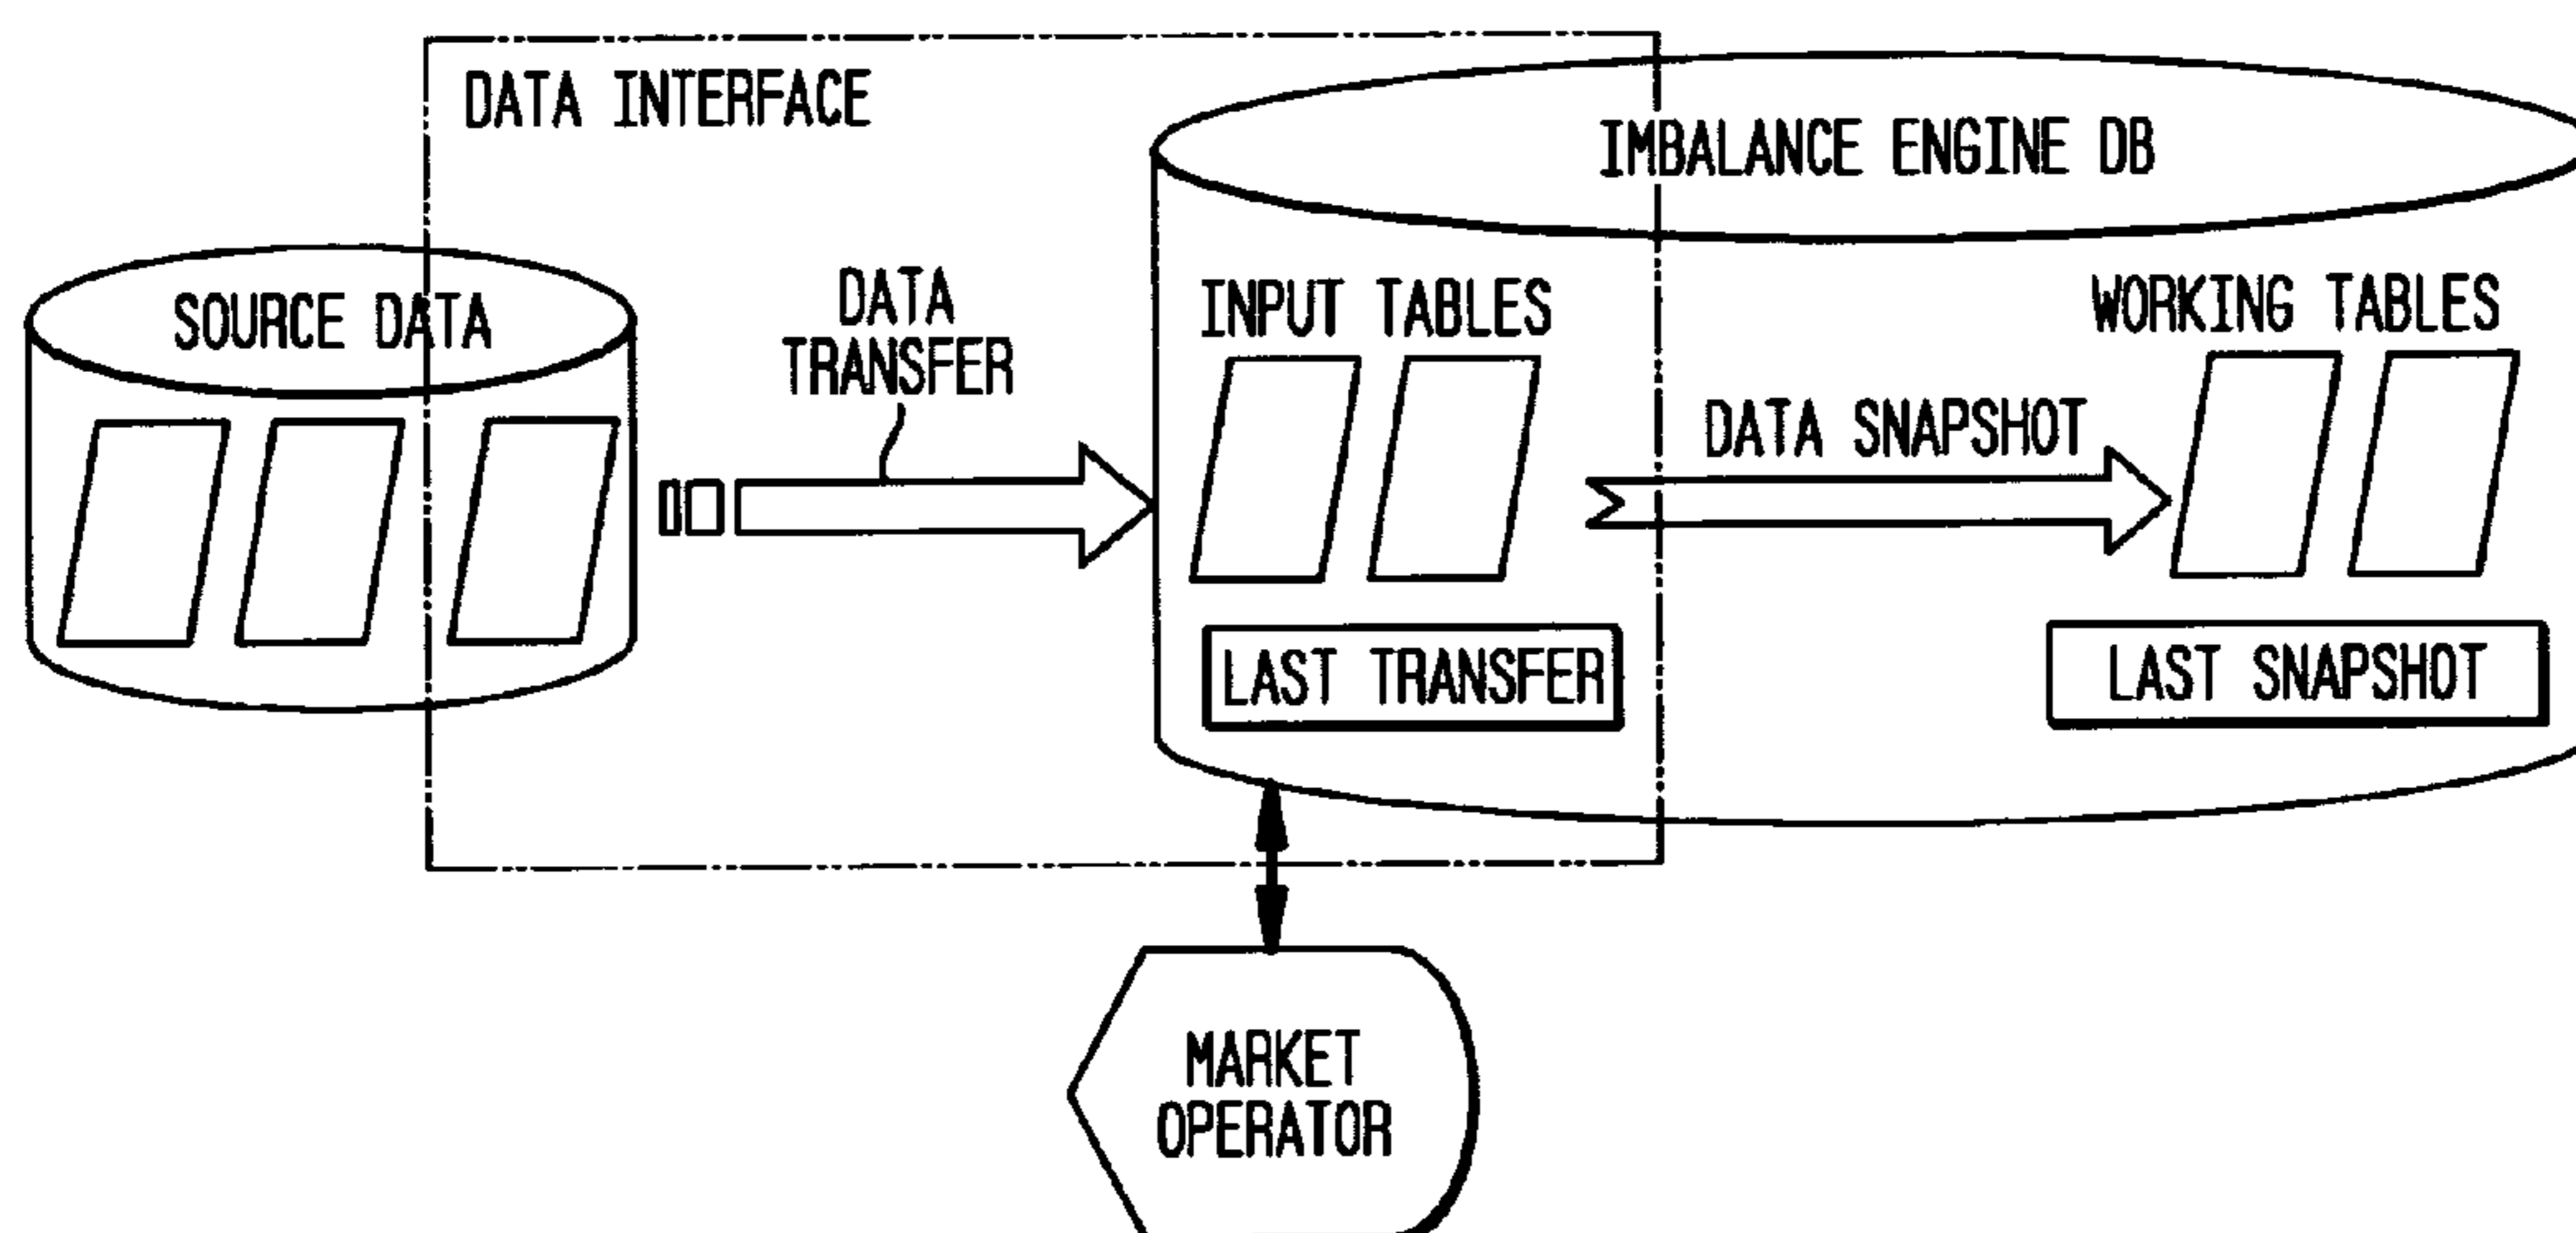 DATA INTERFACE
IMBALANCE ENGINE DB
SOURCE DATA
DATA
TRANSFER
INPUT TABLES
WORKING TABLES
DATA SNAPSHOT
LAST TRANSFER
LAST SNAPSHOT
MARKET
OPERATOR